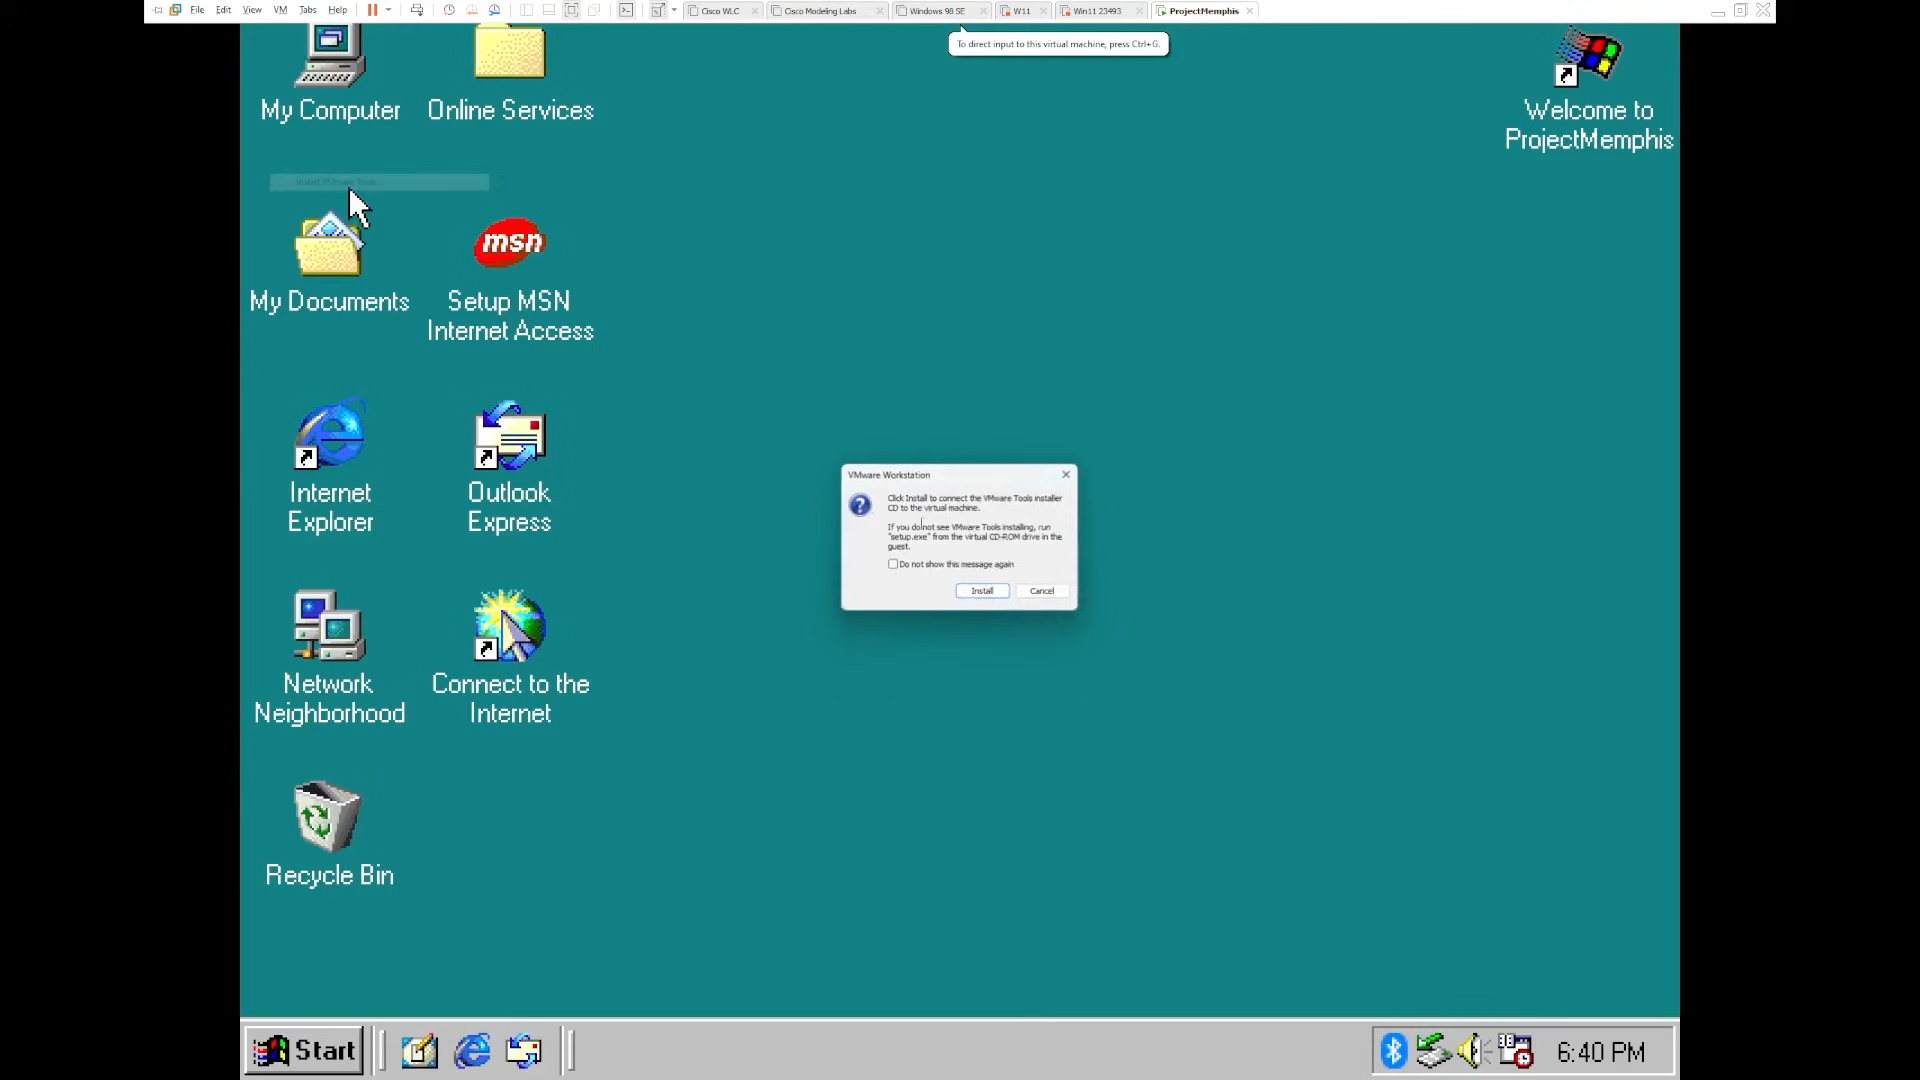 File Edit View VM Tabs Help
Cisco WLC
Cisco Modeling Labs
Windows 98 SE
W11
Win11 23493
ProjectMemphis
To direct input to this virtual machine, press Ctrl+G.
My Computer
Online Services
Welcome to
ProjectMemphis
Install VMware Tools...
msn
My Documents
Setup MSN
Internet Access
Internet
Explorer
Outlook
Express
VMware Workstation
Click Install to connect the VMware Tools installer
CD to the virtual machine.
If you do not see VMware Tools installing, run
"setup.exe" from the virtual CD-ROM drive in the
guest.
Do not show this message again
Install
Cancel
Network
Neighborhood
Connect to the
Internet
Recycle Bin
Start
6:40 PM